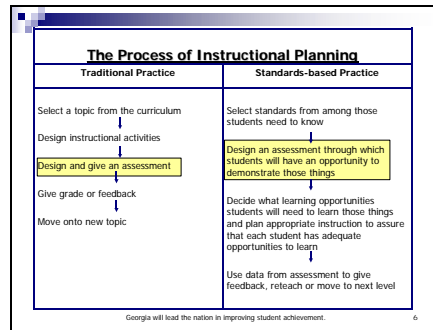 The Process of Instructional Planning
Traditional Practice
Select a topic from the curriculum
Design instructional activities
Design and give an assessment
Give grade or feedback
Move onto new topic
Standards-based Practice
Select standards from among those
students need to know
Design an assessment through which
students will have an opportunity to
demonstrate those things
Decide what learning opportunities
students will need to learn those things
and plan appropriate instruction to assure
that each student has adequate
opportunities to learn
Use data from assessment to give
feedback, reteach or move to next level
Georgia will lead the nation in improving student achievement.
6